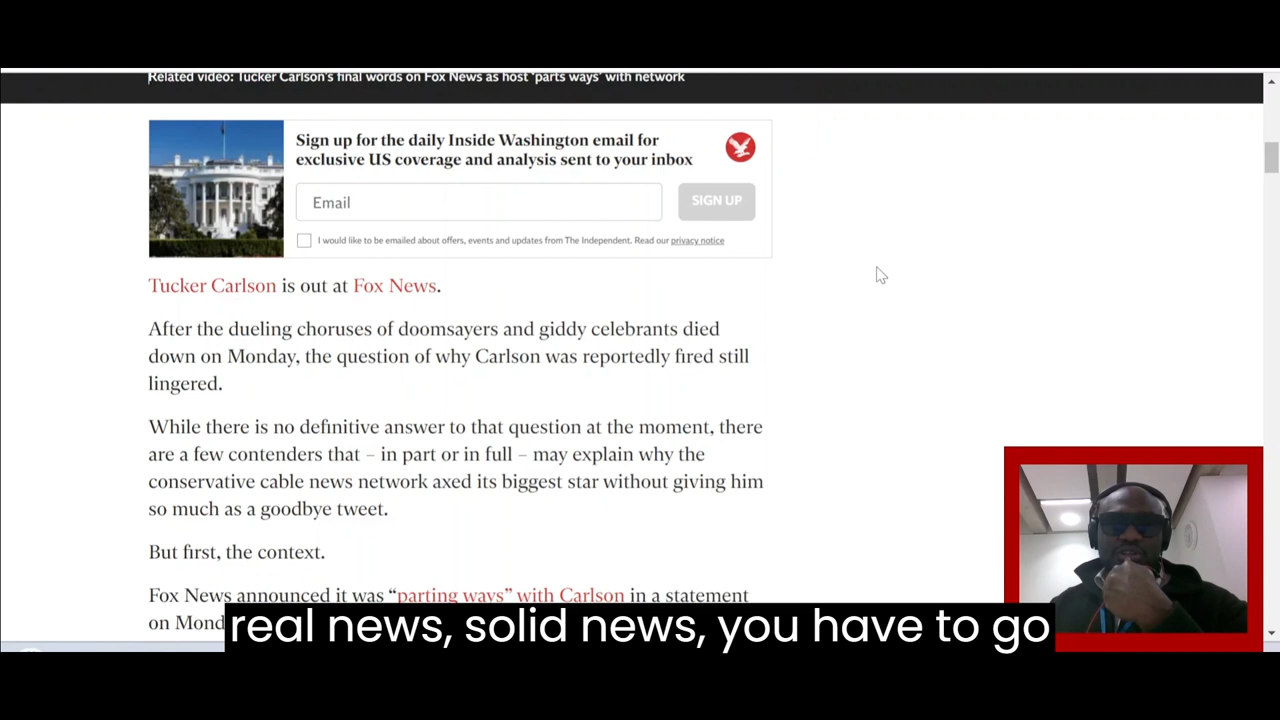 Related video: Tucker Carlson's final words on Fox News as host 'parts ways' with network
Sign up for the daily Inside Washington email for
exclusive US coverage and analysis sent to your inbox
Email
SIGN UP
I would like to be emailed about offers, events and updates from The Independent. Read our privacy notice
Tucker Carlson is out at Fox News.
After the dueling choruses of doomsayers and giddy celebrants died
down on Monday, the question of why Carlson was reportedly fired still
lingered.
While there is no definitive answer to that question at the moment, there
are a few contenders that – in part or in full – may explain why the
conservative cable news network axed its biggest star without giving him
so much as a goodbye tweet.
But first, the context.
Fox News announced it was “parting ways” with Carlson in a statement
on Mond
real news, solid news, you have to go